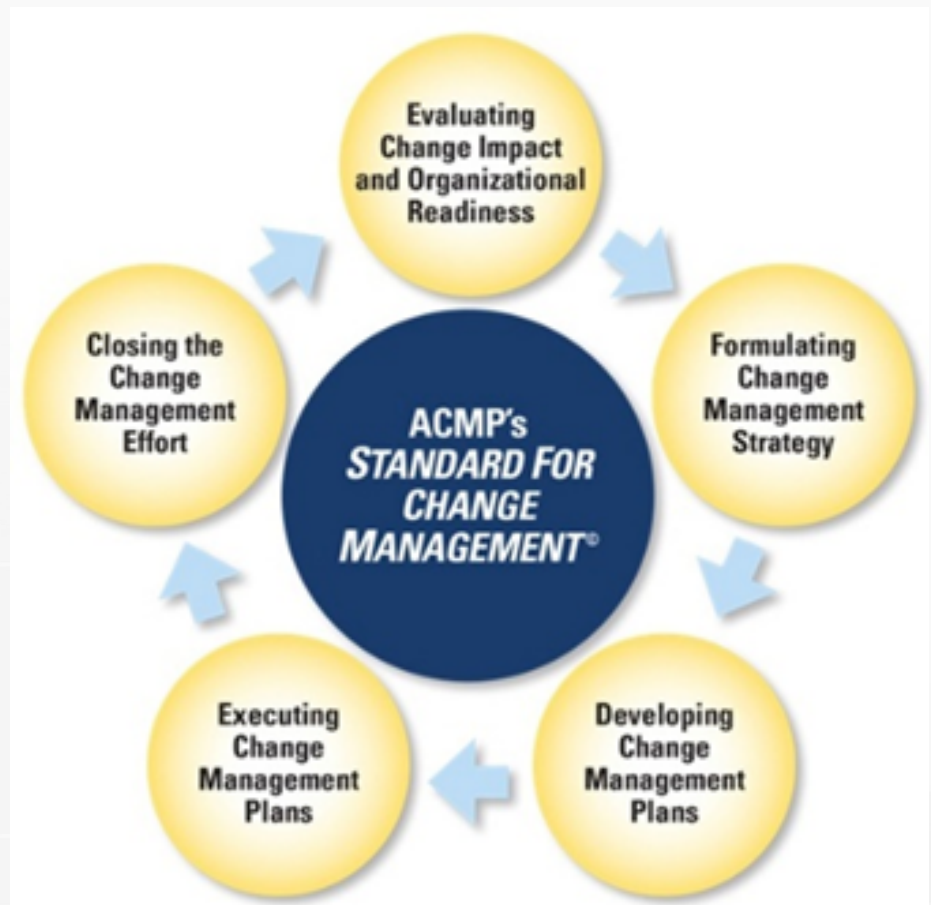 Evaluating
Change Impact
and Organizational
Readiness
Formulating
Change
Management
Strategy
Developing
Change
Management
Plans
Executing
Change
Management
Plans
Closing the
Change
Management
Effort
ACMP's
STANDARD FOR
CHANGE
MANAGEMENT©